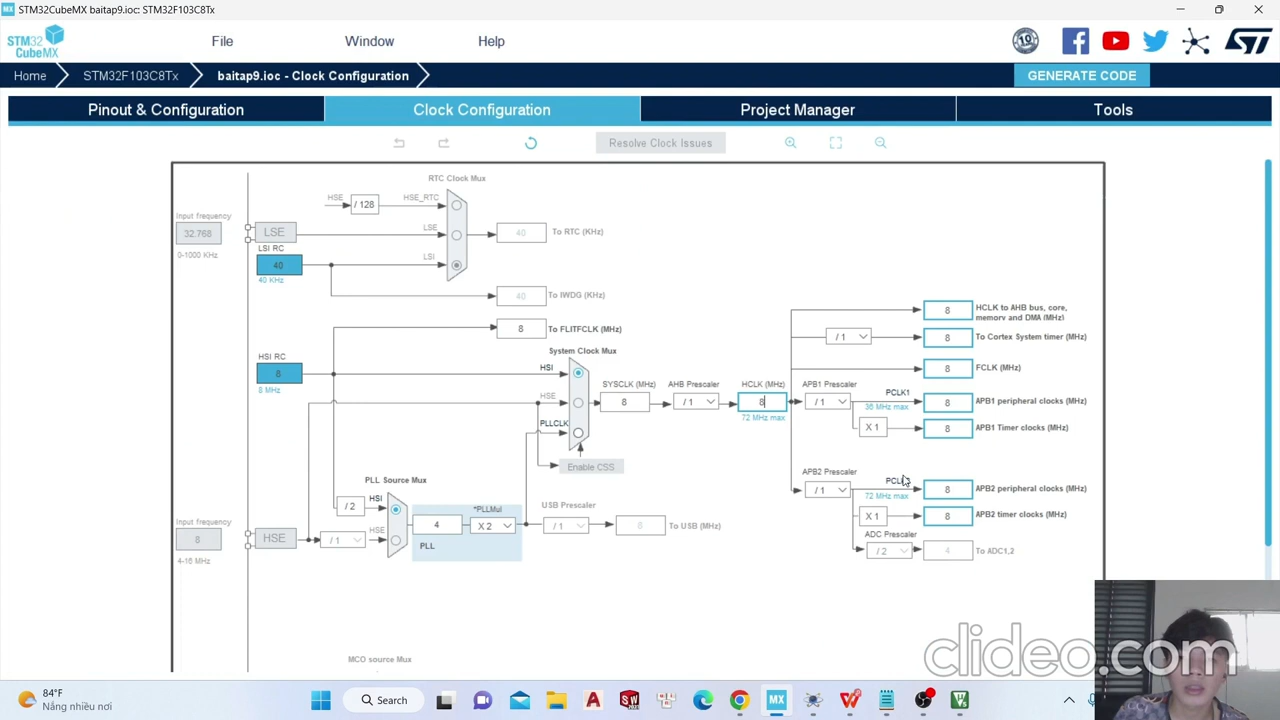 MX STM32CubeMX baitap9.ioc: STM32F103C8Tx
STM32
CubeMX
File
Window
Help
10
ST
Home
STM32F103C8Tx
baitap9.ioc - Clock Configuration
GENERATE CODE
Pinout & Configuration
Clock Configuration
Project Manager
Tools
Resolve Clock Issues
RTC Clock Mux
HSE
/ 128
HSE_RTC
Input frequency
32.768
0-1000 KHz
LSE
LSE
40
To RTC (KHz)
LSI RC
40
40 KHz
LSI
40
To IWDG (KHz)
8
To FLITFCLK (MHz)
HSI RC
8
8 MHz
System Clock Mux
HSI
HSE
PLLCLK
Enable CSS
SYSCLK (MHz)
8
AHB Prescaler
/ 1
HCLK (MHz)
8
72 MHz max
8
HCLK to AHB bus, core,
memory and DMA (MHz)
/ 1
8
To Cortex System timer (MHz)
8
FCLK (MHz)
APB1 Prescaler
/ 1
PCLK1
36 MHz max
8
APB1 peripheral clocks (MHz)
X 1
8
APB1 Timer clocks (MHz)
APB2 Prescaler
/ 1
72 MHz max
8
APB2 peripheral clocks (MHz)
X 1
8
APB2 timer clocks (MHz)
ADC Prescaler
/ 2
4
To ADC1,2
PLL Source Mux
HSI
/ 2
HSE
Input frequency
8
4-16 MHz
HSE
/ 1
4
*PLLMul
X 2
PLL
USB Prescaler
/ 1
8
To USB (MHz)
MCO source Mux
clideo.com
84°F
Nắng nhiều nơi
Search
MX